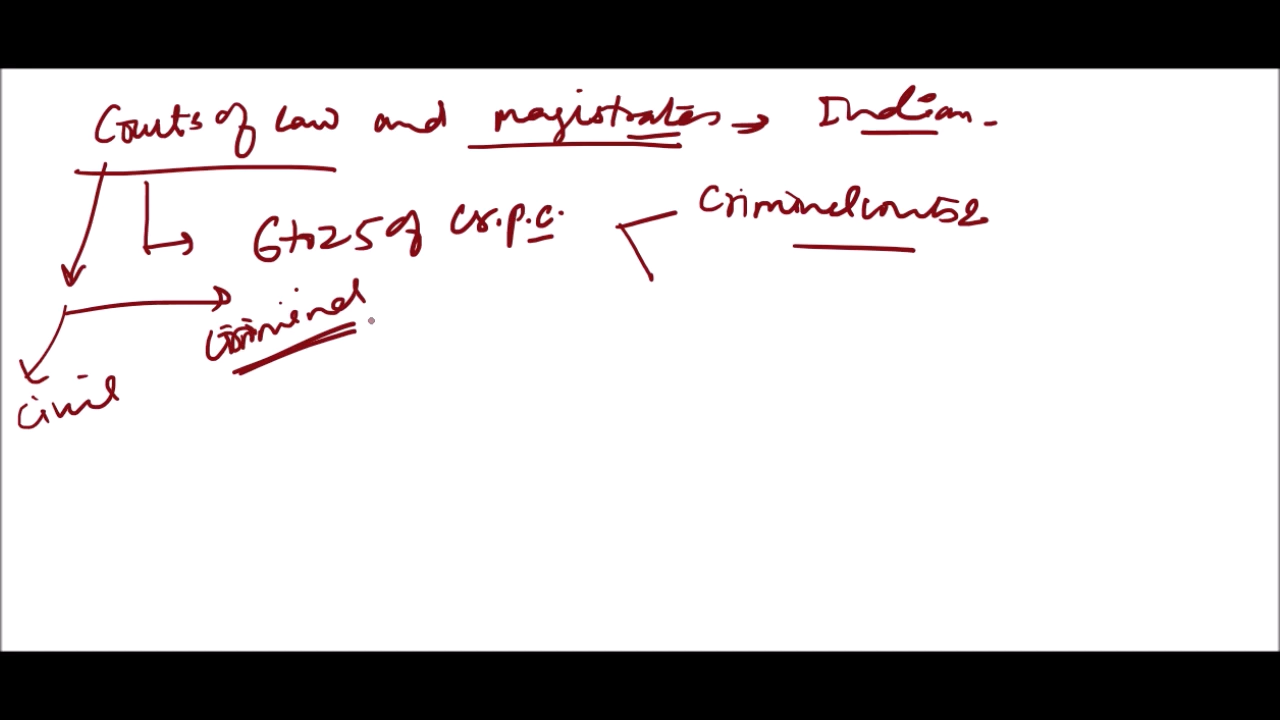 Courts of Law and magistrates → Indian.
6 to 25 of Cr.p.c. Criminal courts &
Criminal
Civil